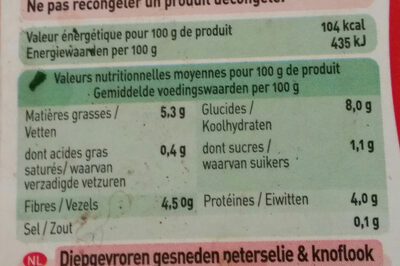 Ne pas recongeler un produit décongelé.
Valeur énergétique pour 100 g de produit 104 kcal
Energiewaarden per 100 g 435 kJ
Valeurs nutritionnelles moyennes pour 100 g de produit
Gemiddelde voedingswaarden per 100 g
Matières grasses / 5,3 g Glucides / 8,0 g
Vetten Koolhydraten
dont acides gras 0,4 g dont sucres / 1,1 g
saturés/ waarvan waarvan suikers
verzadigde vetzuren
Fibres / Vezels 4,50g Protéines / Eiwitten 4,0 g
Sel / Zout 0,1 g
NL Diepgevroren gesneden peterselie & knoflook